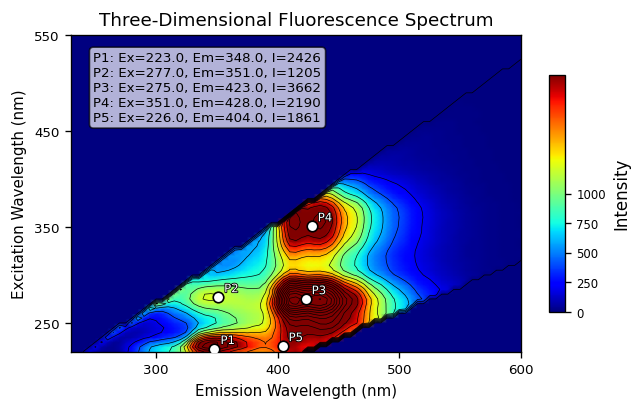 Three-Dimensional Fluorescence Spectrum
P1: Ex=223.0, Em=348.0, I=2426
P2: Ex=277.0, Em=351.0, I=1205
P3: Ex=275.0, Em=423.0, I=3662
P4: Ex=351.0, Em=428.0, I=2190
P5: Ex=226.0, Em=404.0, I=1861
Excitation Wavelength (nm)
550
450
350
250
P4
P2
P3
P1
P5
300
400
500
600
Emission Wavelength (nm)
1000
750
500
250
0
Intensity